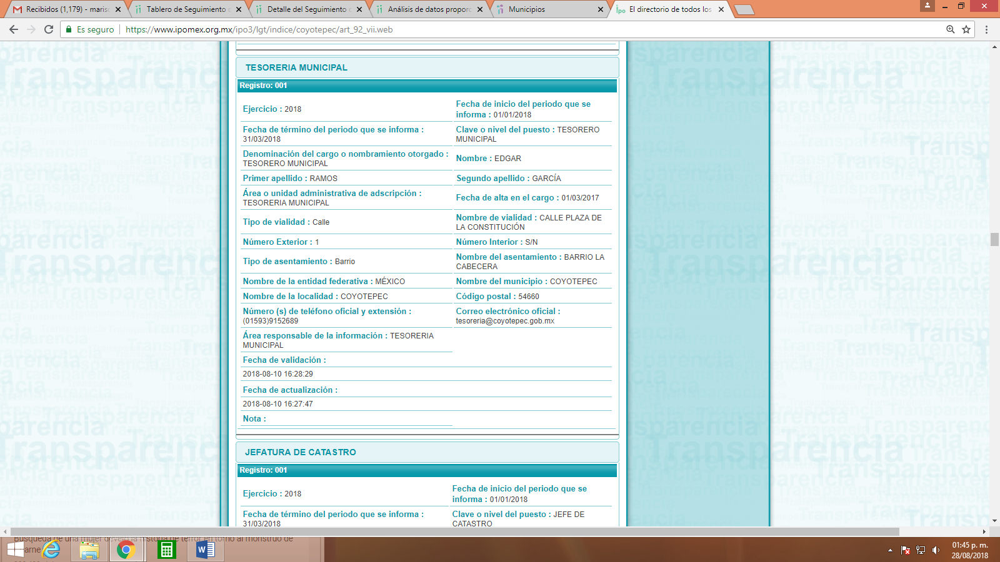 Recibidos (1,179) - maris
Tablero de Seguimiento
Detalle del Seguimiento
Análisis de datos propor
Municipios
El directorio de todos los
Es seguro
https://www.ipomex.org.mx/ipo3/lgt/indice/coyotepec/art_92_vii.web
TESORERIA MUNICIPAL
Registro: 001
Ejercicio : 2018
Fecha de inicio del periodo que se
informa : 01/01/2018
Fecha de término del periodo que se informa :
31/03/2018
Clave o nivel del puesto : TESORERO
MUNICIPAL
Denominación del cargo o nombramiento otorgado :
TESORERO MUNICIPAL
Nombre : EDGAR
Primer apellido : RAMOS
Segundo apellido : GARCÍA
Área o unidad administrativa de adscripción :
TESORERIA MUNICIPAL
Fecha de alta en el cargo : 01/03/2017
Tipo de vialidad : Calle
Nombre de vialidad : CALLE PLAZA DE
LA CONSTITUCIÓN
Número Exterior : 1
Número Interior : S/N
Tipo de asentamiento : Barrio
Nombre del asentamiento : BARRIO LA
CABECERA
Nombre de la entidad federativa : MÉXICO
Nombre del municipio : COYOTEPEC
Nombre de la localidad : COYOTEPEC
Código postal : 54660
Número (s) de teléfono oficial y extensión :
(01593)9152689
Correo electrónico oficial :
tesoreria@coyotepec.gob.mx
Área responsable de la información : TESORERIA
MUNICIPAL
Fecha de validación :
2018-08-10 16:28:29
Fecha de actualización :
2018-08-10 16:27:47
Nota :
JEFATURA DE CATASTRO
Registro: 001
Ejercicio : 2018
Fecha de inicio del periodo que se
informa : 01/01/2018
Fecha de término del periodo que se informa :
31/03/2018
Clave o nivel del puesto : JEFE DE
CATASTRO
Transparencia
Búsqueda de una mujer develó la historia de terror en torno al monstruo de
01:45 p. m.
28/08/2018